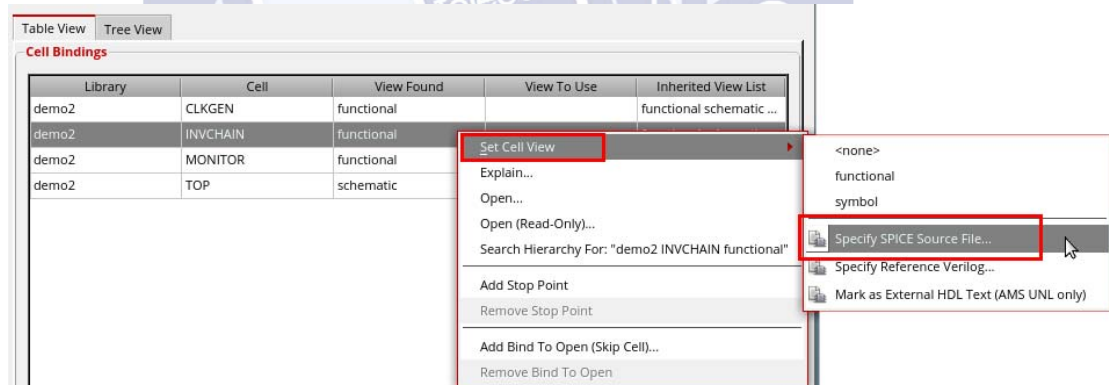 Table View Tree View
Cell Bindings
Library Cell View Found View To Use Inherited View List
demo2 CLKGEN functional functional schematic ...
demo2 INVCHAIN functional
demo2 MONITOR functional
demo2 TOP schematic
Set Cell View
Explain...
Open...
Open (Read-Only)...
Search Hierarchy For: "demo2 INVCHAIN functional"
Add Stop Point
Remove Stop Point
Add Bind To Open (Skip Cell)...
Remove Bind To Open
<none>
functional
symbol
Specify SPICE Source File...
Specify Reference Verilog...
Mark as External HDL Text (AMS UNL only)